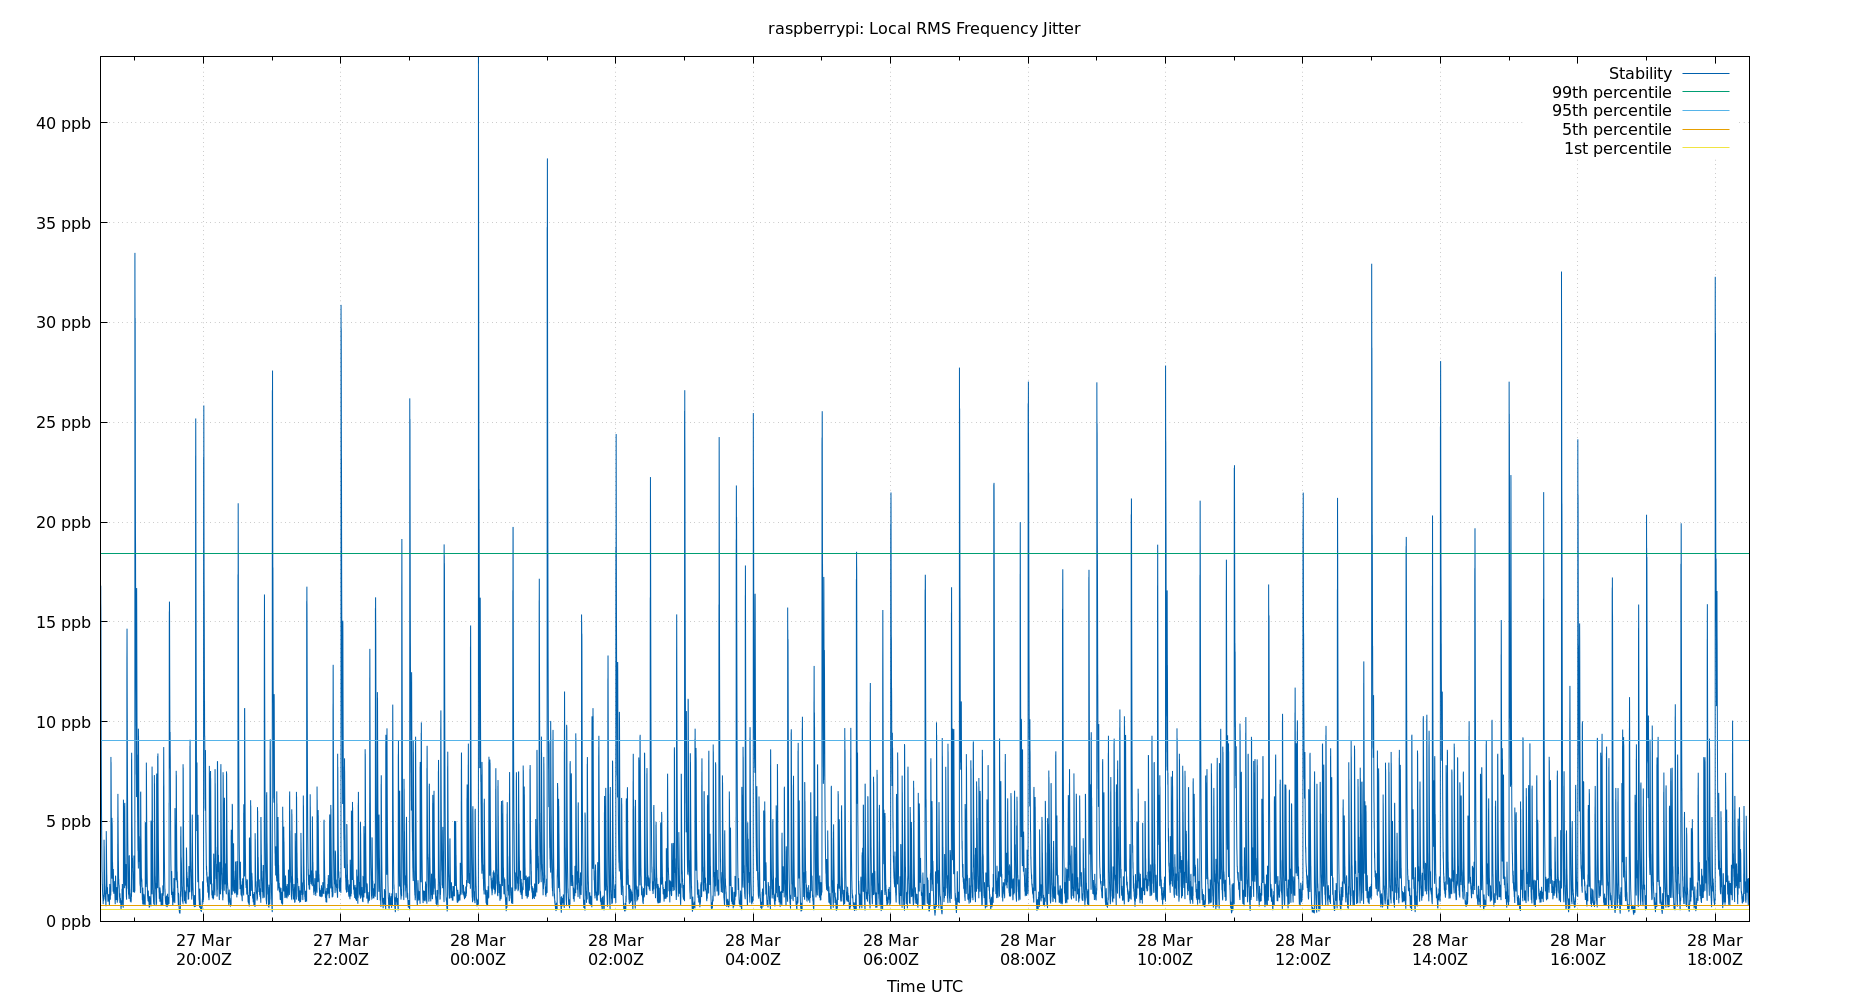 raspberrypi: Local RMS Frequency Jitter
Stability
99th percentile
95th percentile
5th percentile
1st percentile
40 ppb
35 ppb
30 ppb
25 ppb
20 ppb
15 ppb
10 ppb
5 ppb
0 ppb
27 Mar 27 Mar 28 Mar 28 Mar 28 Mar 28 Mar 28 Mar 28 Mar 28 Mar 28 Mar 28 Mar 28 Mar
20:00Z 22:00Z 00:00Z 02:00Z 04:00Z 06:00Z 08:00Z 10:00Z 12:00Z 14:00Z 16:00Z 18:00Z
Time UTC